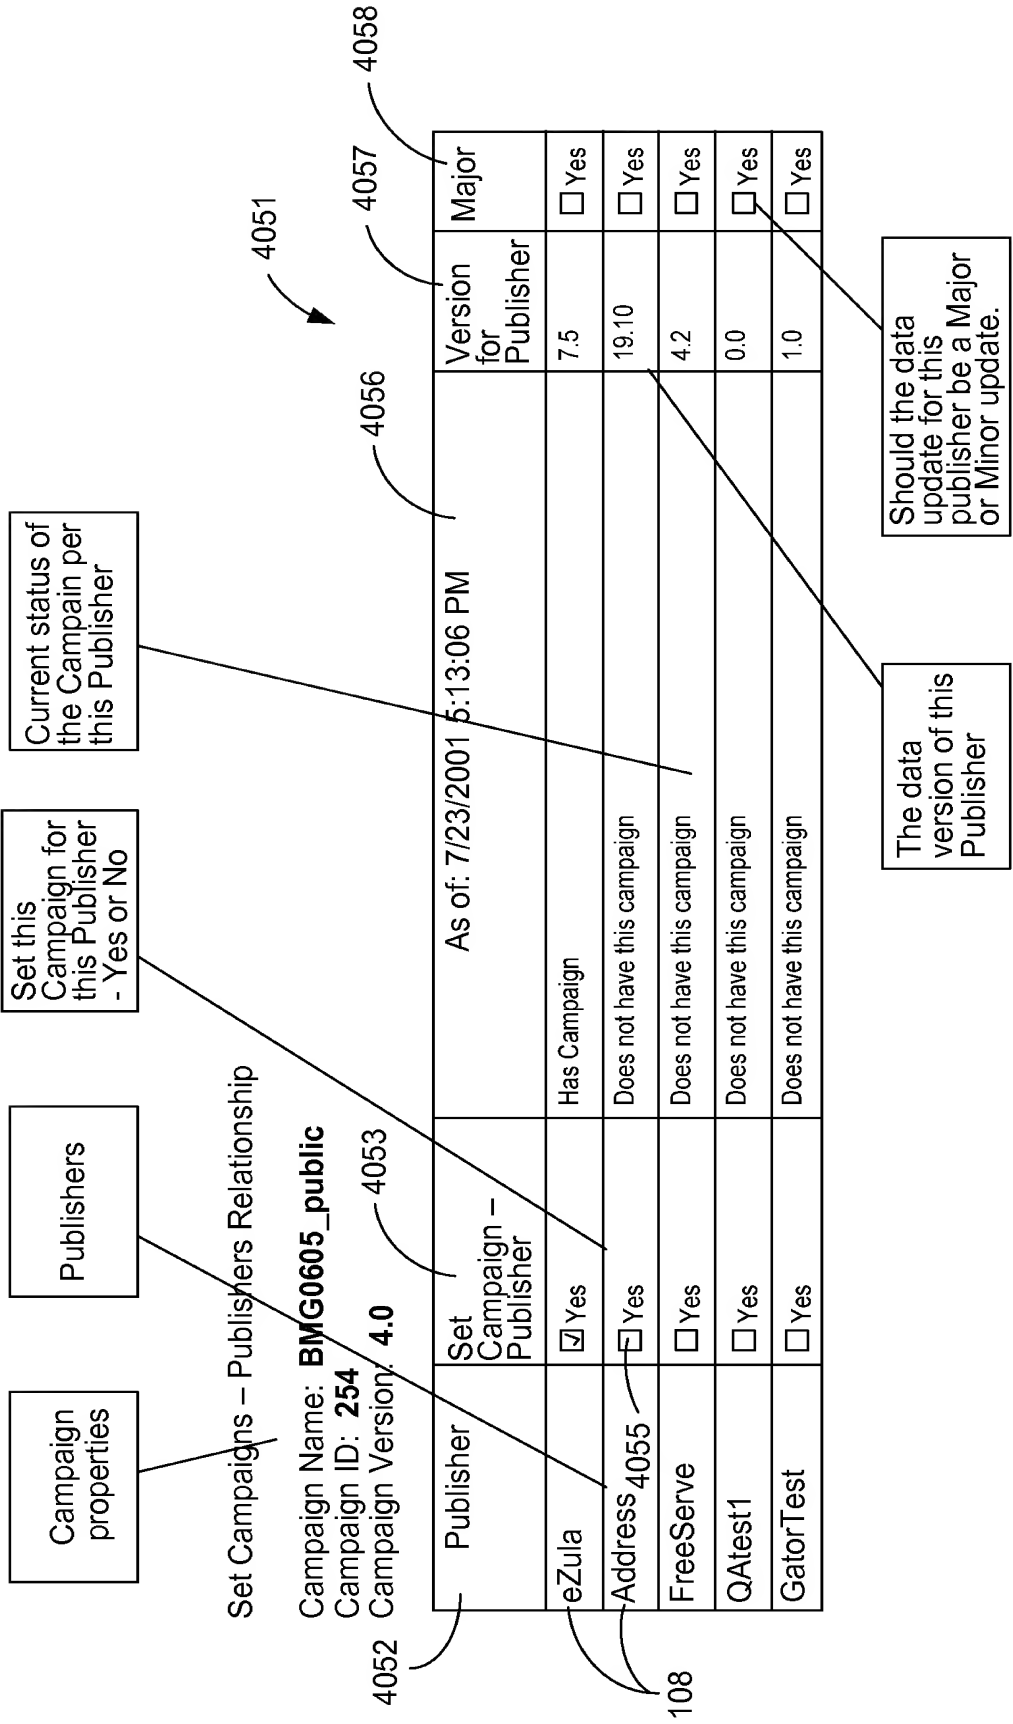 Campaign
properties
Publishers
Set this
Campaign for
this Publisher
- Yes or No
Current status of
the Campain per
this Publisher
Set Campaigns – Publishers Relationship
4051
Campaign Name: BMG0605_public
Campaign ID: 254
Campaign Version: 4.0
4052
4053
4056
4057
4058
Publisher
Set
Campaign –
Publisher
As of: 7/23/2001 5:13:06 PM
Version
for
Publisher
Major
eZula
Yes
Has Campaign
7.5
Yes
Address
4055
Yes
Does not have this campaign
19.10
Yes
FreeServe
Yes
Does not have this campaign
4.2
Yes
QAtest1
Yes
Does not have this campaign
0.0
Yes
GatorTest
Yes
Does not have this campaign
1.0
Yes
108
The data
version of this
Publisher
Should the data
update for this
publisher be a Major
or Minor update.